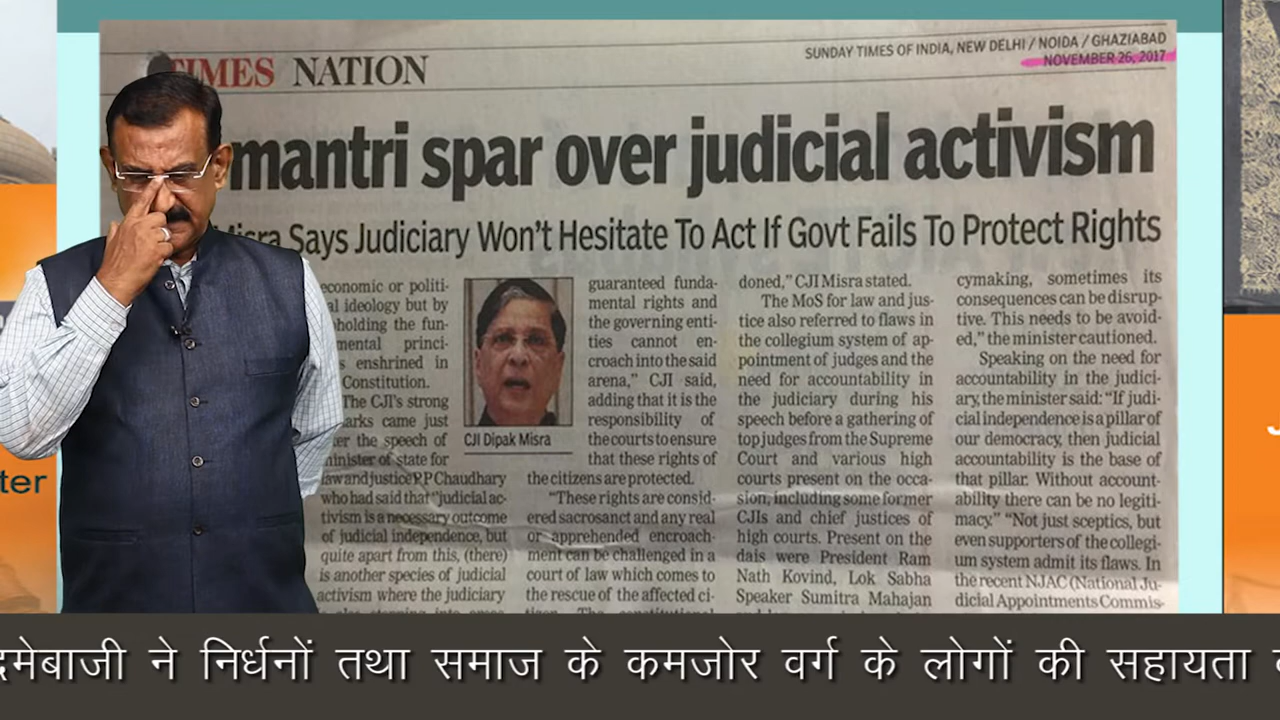 TIMES NATION
SUNDAY TIMES OF INDIA, NEW DELHI / NOIDA / GHAZIABAD
NOVEMBER 26, 2017
mantri spar over judicial activism
Misra Says Judiciary Won't Hesitate To Act If Govt Fails To Protect Rights
economic or politi-
al ideology but by
holding the fun-
mental princi-
s enshrined in
Constitution.
The CJI's strong
arks came just
er the speech of
minister of state for
law and justice P P Chaudhary
who had said that "judicial ac-
tivism is a necessary outcome
of judicial independence, but
quite apart from this, (there)
is another species of judicial
activism where the judiciary
CJI Dipak Misra
guaranteed funda-
mental rights and
the governing enti-
ties cannot en-
croach into the said
arena," CJI said,
adding that it is the
responsibility of
the courts to ensure
that these rights of
the citizens are protected.
"These rights are consid-
ered sacrosanct and any real
or apprehended encroach-
ment can be challenged in a
court of law which comes to
the rescue of the affected ci-
doned," CJI Misra stated.
The MoS for law and jus-
tice also referred to flaws in
the collegium system of ap-
pointment of judges and the
need for accountability in
the judiciary during his
speech before a gathering of
top judges from the Supreme
Court and various high
courts present on the occa-
sion, including some former
CJIs and chief justices of
high courts. Present on the
dais were President Ram
Nath Kovind, Lok Sabha
Speaker Sumitra Mahajan
cymaking, sometimes its
consequences can be disrup-
tive. This needs to be avoid-
ed," the minister cautioned.
Speaking on the need for
accountability in the judici-
ary, the minister said: "If judi-
cial independence is a pillar of
our democracy, then judicial
accountability is the base of
that pillar. Without account-
ability there can be no legiti-
macy." "Not just sceptics, but
even supporters of the collegi-
um system admit its flaws. In
the recent NJAC (National Ju-
dicial Appointments Commis-
ter
दमेबाजी ने निर्धनों तथा समाज के कमजोर वर्ग के लोगों की सहायता